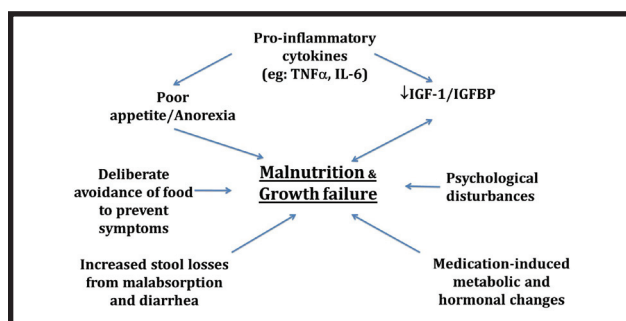 Pro-inflammatory
cytokines
(eg: TNFα, IL-6)
Poor
appetite/Anorexia
↓IGF-1/IGFBP
Deliberate
avoidance of food
to prevent
symptoms
Malnutrition &
Growth failure
Psychological
disturbances
Increased stool losses
from malabsorption
and diarrhea
Medication-induced
metabolic and
hormonal changes